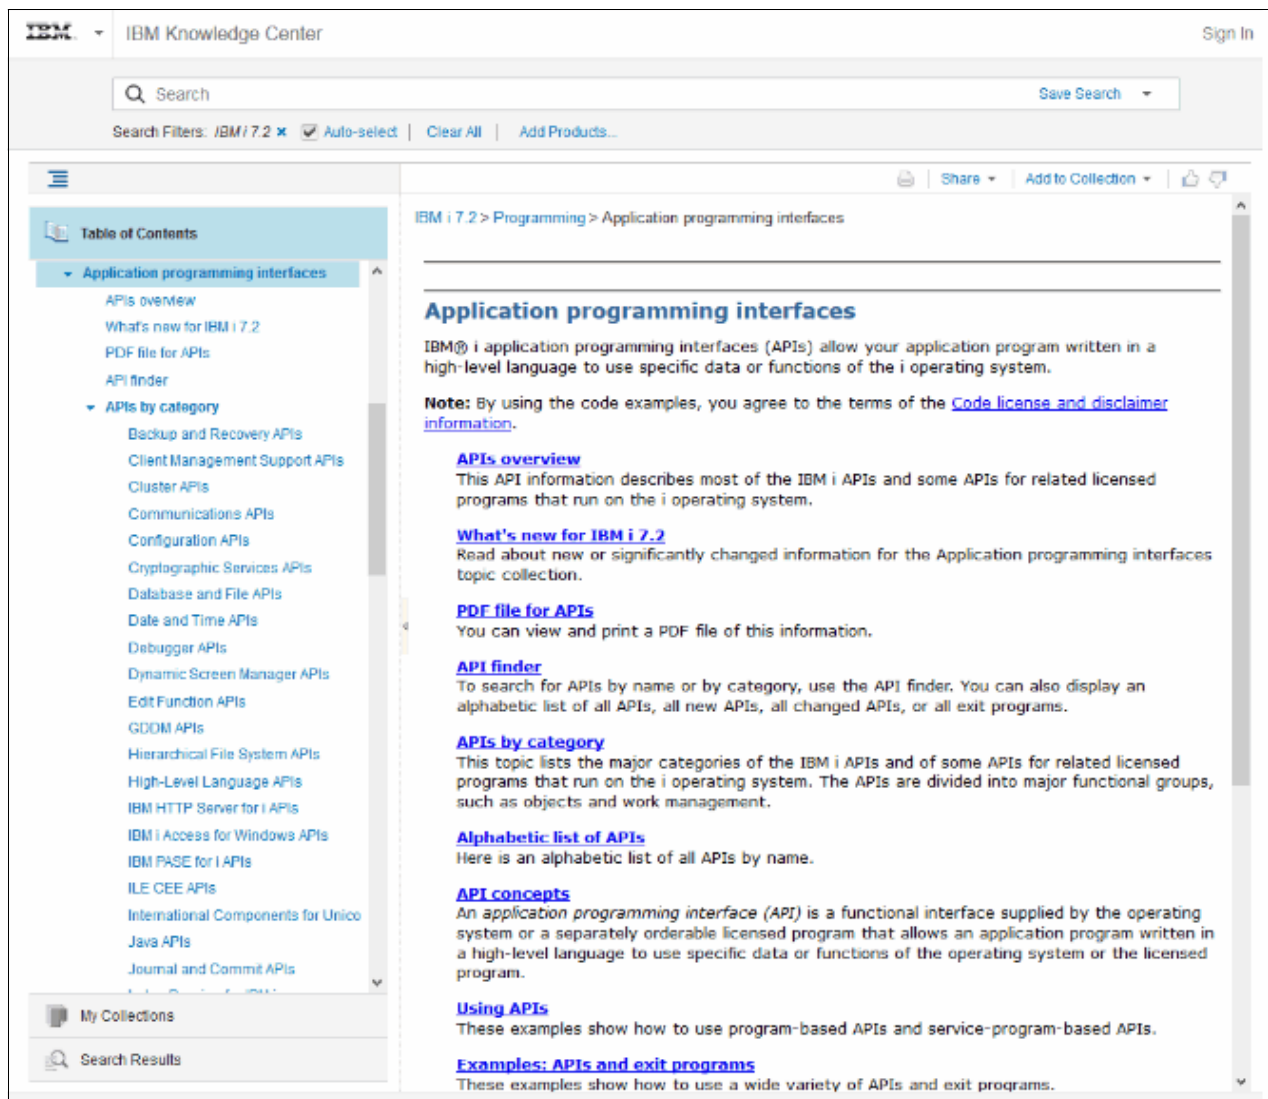 IBM.
IBM Knowledge Center
Sign In
Search
Save Search
Search Filters: IBM i 7.2 × Auto-select | Clear All | Add Products...
Share
Add to Collection
Table of Contents
Application programming interfaces
APIs overview
What's new for IBM i 7.2
PDF file for APIs
API finder
APIs by category
Backup and Recovery APIs
Client Management Support APIs
Cluster APIs
Communications APIs
Configuration APIs
Cryptographic Services APIs
Database and File APIs
Date and Time APIs
Debugger APIs
Dynamic Screen Manager APIs
Edit Function APIs
GDDM APIs
Hierarchical File System APIs
High-Level Language APIs
IBM HTTP Server for i APIs
IBM i Access for Windows APIs
IBM PASE for i APIs
ILE CEE APIs
International Components for Unico
Java APIs
Journal and Commit APIs
My Collections
Search Results
IBM i 7.2 > Programming > Application programming interfaces
Application programming interfaces
IBM® i application programming interfaces (APIs) allow your application program written in a
high-level language to use specific data or functions of the i operating system.
Note: By using the code examples, you agree to the terms of the Code license and disclaimer
information.
APIs overview
This API information describes most of the IBM i APIs and some APIs for related licensed
programs that run on the i operating system.
What's new for IBM i 7.2
Read about new or significantly changed information for the Application programming interfaces
topic collection.
PDF file for APIs
You can view and print a PDF file of this information.
API finder
To search for APIs by name or by category, use the API finder. You can also display an
alphabetic list of all APIs, all new APIs, all changed APIs, or all exit programs.
APIs by category
This topic lists the major categories of the IBM i APIs and of some APIs for related licensed
programs that run on the i operating system. The APIs are divided into major functional groups,
such as objects and work management.
Alphabetic list of APIs
Here is an alphabetic list of all APIs by name.
API concepts
An application programming interface (API) is a functional interface supplied by the operating
system or a separately orderable licensed program that allows an application program written in
a high-level language to use specific data or functions of the operating system or the licensed
program.
Using APIs
These examples show how to use program-based APIs and service-program-based APIs.
Examples: APIs and exit programs
These examples show how to use a wide variety of APIs and exit programs.